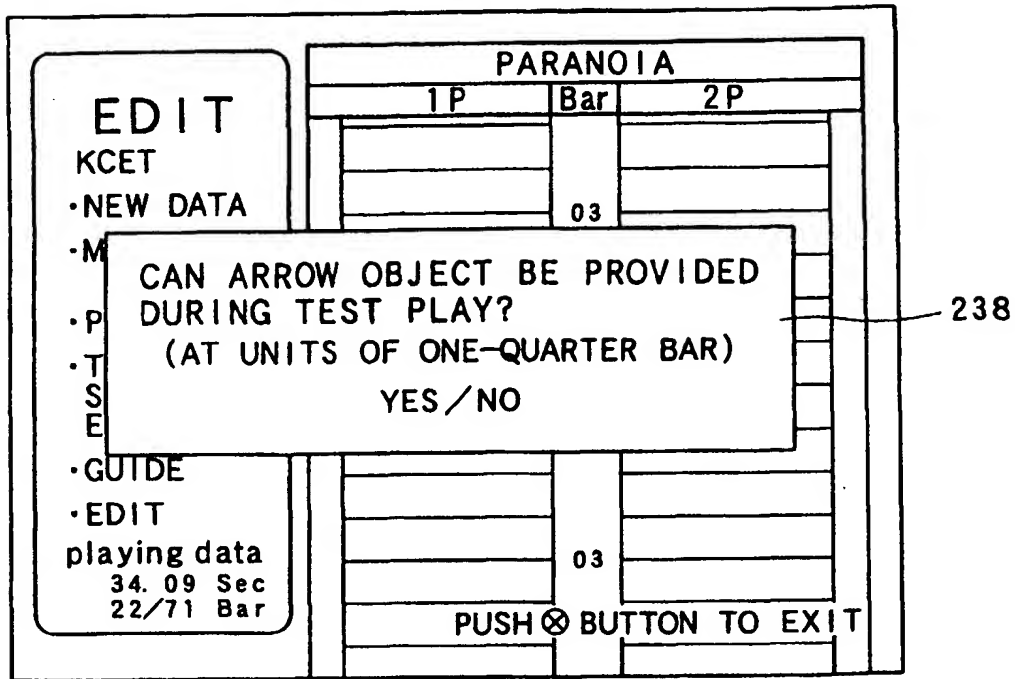 EDIT
KCET
·NEW DATA
·M
·P
·T
S
E
·GUIDE
·EDIT
playing data
34. 09 Sec
22/71 Bar
PARANOIA
1P Bar 2P
03
CAN ARROW OBJECT BE PROVIDED
DURING TEST PLAY?
(AT UNITS OF ONE-QUARTER BAR)
YES/NO
238
03
PUSH ⊗ BUTTON TO EXIT